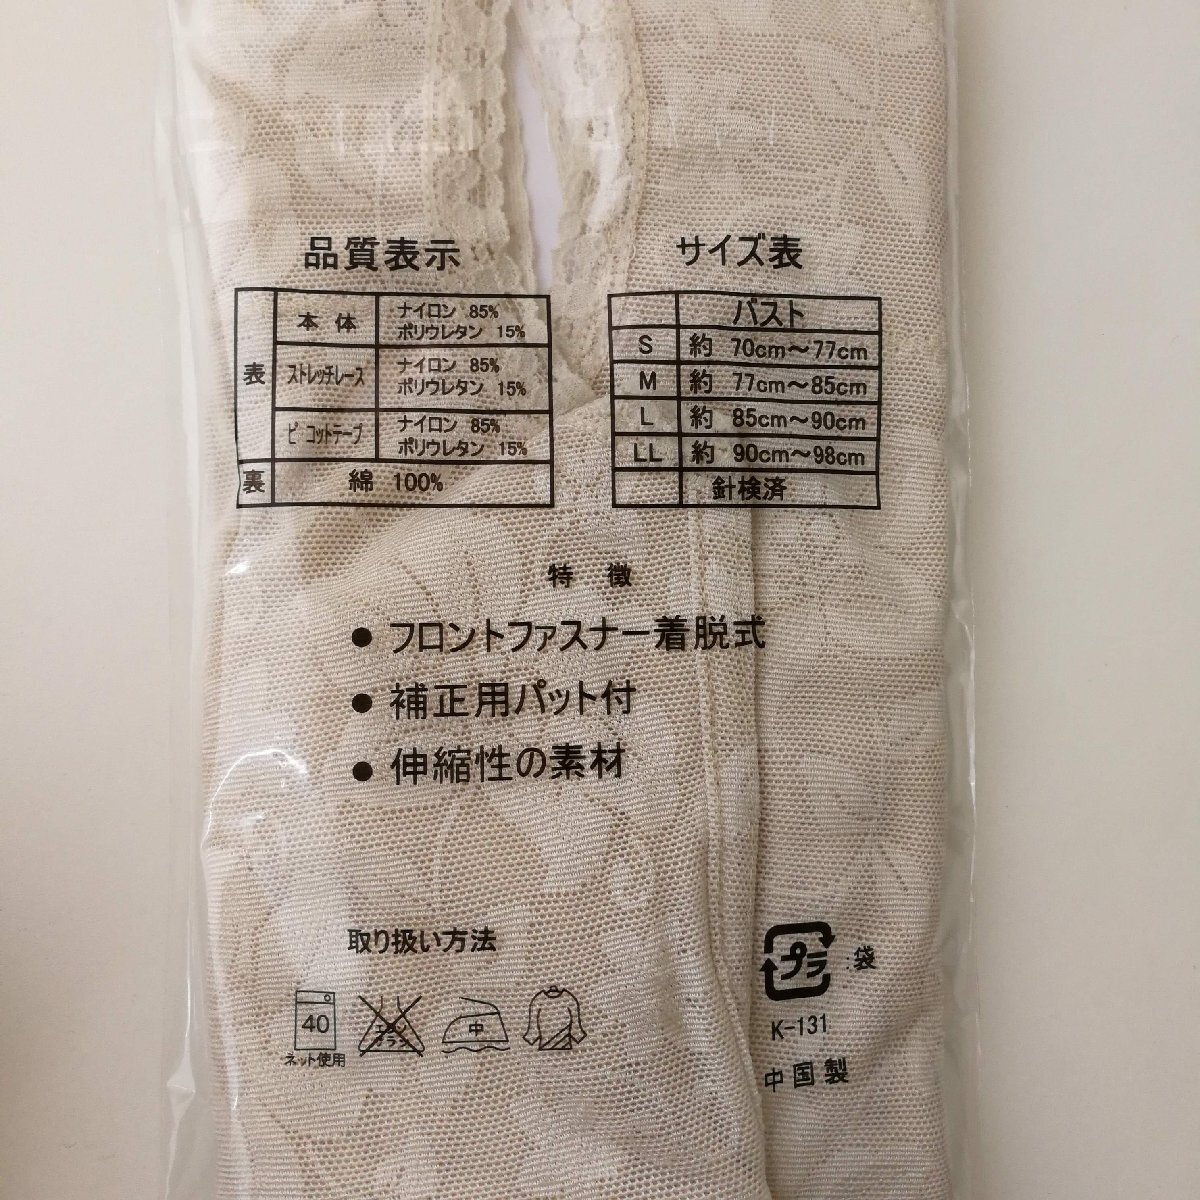 品質表示
表
本体 ナイロン 85%
ポリウレタン 15%
ストレッチレース ナイロン 85%
ポリウレタン 15%
ピコットテープ ナイロン 85%
ポリウレタン 15%
裏 綿 100%
サイズ表
バスト
S 約 70cm〜77cm
M 約 77cm〜85cm
L 約 85cm〜90cm
LL 約 90cm〜98cm
針検済
特徴
● フロントファスナー着脱式
● 補正用パット付
● 伸縮性の素材
取り扱い方法
40
ネット使用
エンソ
サラシ
中
プラ 袋
K-131
中国製